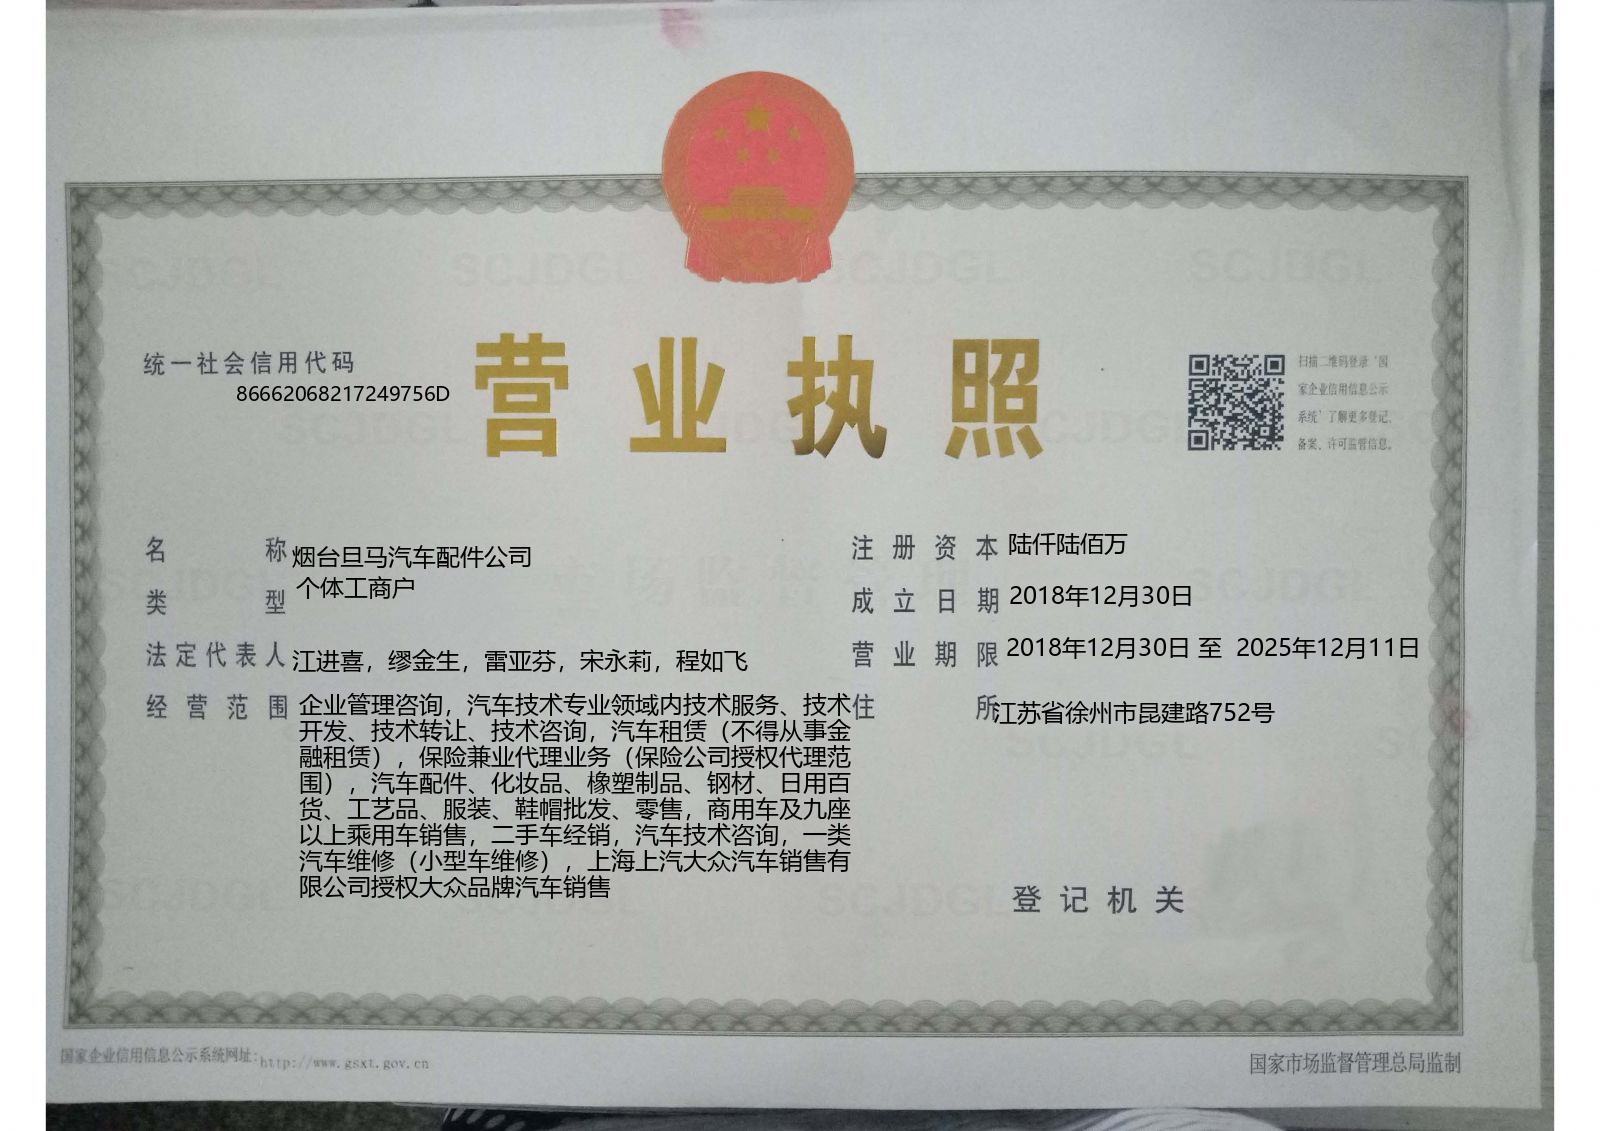 统一社会信用代码
86662068217249756D
营业执照
扫描二维码登录‘国
家企业信用信息公示
系统’了解更多登记、
备案、许可监管信息。
名称 烟台旦马汽车配件公司
类型 个体工商户
法定代表人 江进喜，缪金生，雷亚芬，宋永莉，程如飞
经营范围 企业管理咨询，汽车技术专业领域内技术服务、技术
开发、技术转让、技术咨询，汽车租赁（不得从事金
融租赁），保险兼业代理业务（保险公司授权代理范
围），汽车配件、化妆品、橡塑制品、钢材、日用百
货、工艺品、服装、鞋帽批发、零售，商用车及九座
以上乘用车销售，二手车经销，汽车技术咨询，一类
汽车维修（小型车维修），上海上汽大众汽车销售有
限公司授权大众品牌汽车销售
注册资本 陆仟陆佰万
成立日期 2018年12月30日
营业期限 2018年12月30日 至 2025年12月11日
住所 江苏省徐州市昆建路752号
登记机关
国家企业信用信息公示系统网址：http://www.gsxt.gov.cn
国家市场监督管理总局监制